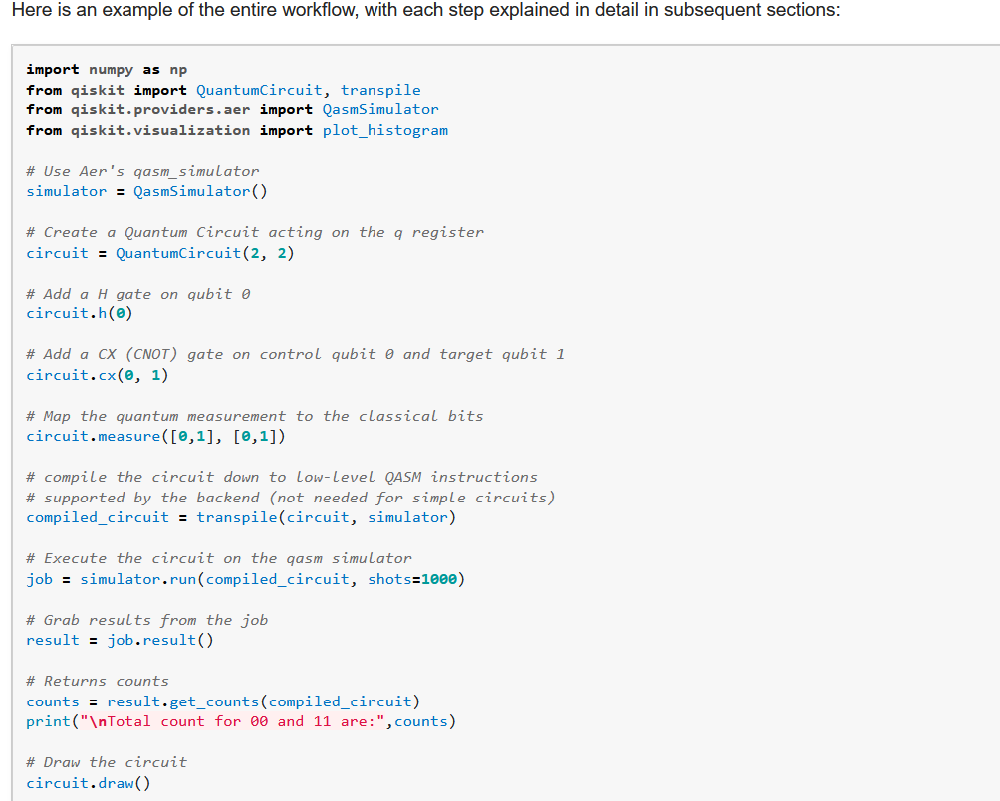 Here is an example of the entire workflow, with each step explained in detail in subsequent sections:
import numpy as np
from qiskit import QuantumCircuit, transpile
from qiskit.providers.aer import QasmSimulator
from qiskit.visualization import plot_histogram
# Use Aer's qasm_simulator
simulator = QasmSimulator()
# Create a Quantum Circuit acting on the q register
circuit = QuantumCircuit(2, 2)
# Add a H gate on qubit 0
circuit.h(0)
# Add a CX (CNOT) gate on control qubit 0 and target qubit 1
circuit.cx(0, 1)
# Map the quantum measurement to the classical bits
circuit.measure([0,1], [0,1])
# compile the circuit down to low-level QASM instructions
# supported by the backend (not needed for simple circuits)
compiled_circuit = transpile(circuit, simulator)
# Execute the circuit on the qasm simulator
job = simulator.run(compiled_circuit, shots=1000)
# Grab results from the job
result = job.result()
# Returns counts
counts = result.get_counts(compiled_circuit)
print("\nTotal count for 00 and 11 are:",counts)
# Draw the circuit
circuit.draw()